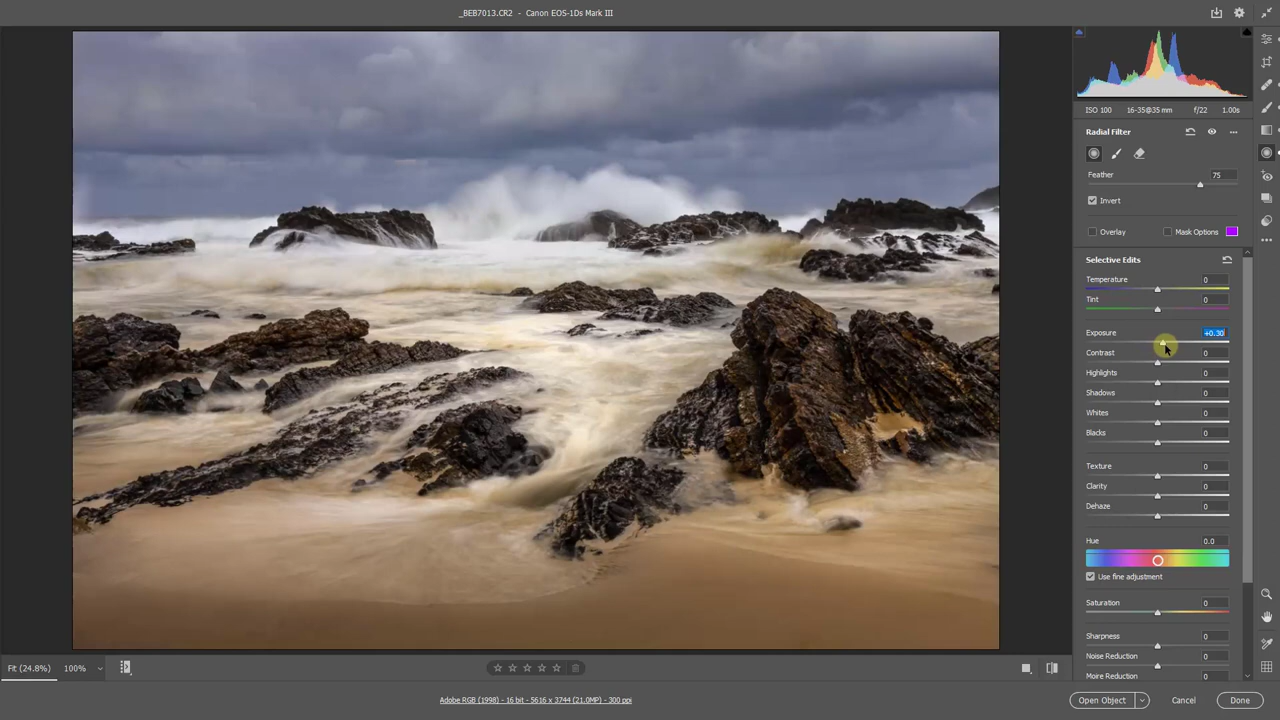 _BEB7013.CR2 - Canon EOS-1Ds Mark III
ISO 100 16-35@35 mm f/22 1.00s
Radial Filter
Feather 75
Invert
Overlay Mask Options
Selective Edits
Temperature 0
Tint 0
Exposure +0.30
Contrast 0
Highlights 0
Shadows 0
Whites 0
Blacks 0
Texture 0
Clarity 0
Dehaze 0
Hue 0.0
Use fine adjustment
Saturation 0
Sharpness 0
Noise Reduction 0
Moire Reduction 0
Fit (24.8%) 100%
Adobe RGB (1998) - 16 bit - 5616 x 3744 (21.0MP) - 300 ppi
Open Object Cancel Done